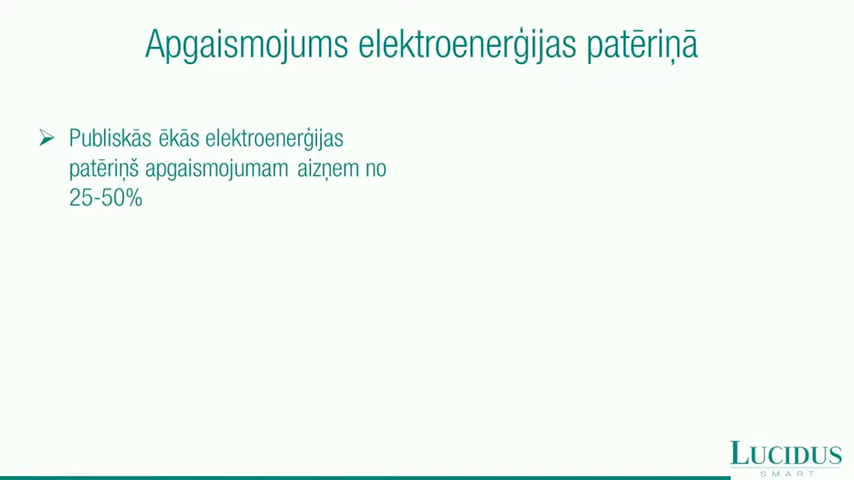 Apgaismojums elektroenerģijas patēriņā
Publiskās ēkās elektroenerģijas
patēriņš apgaismojumam aizņem no
25-50%
LUCIDUS
SMART